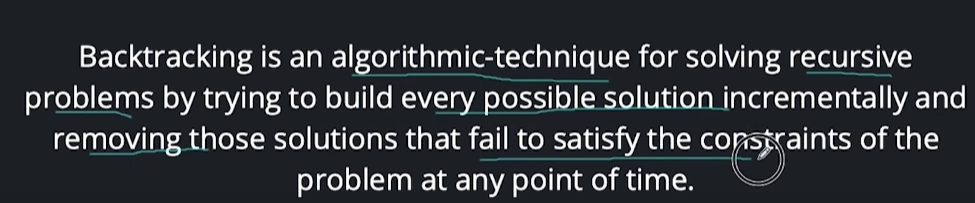 Backtracking is an algorithmic-technique for solving recursive
problems by trying to build every possible solution incrementally and
removing those solutions that fail to satisfy the constraints of the
problem at any point of time.